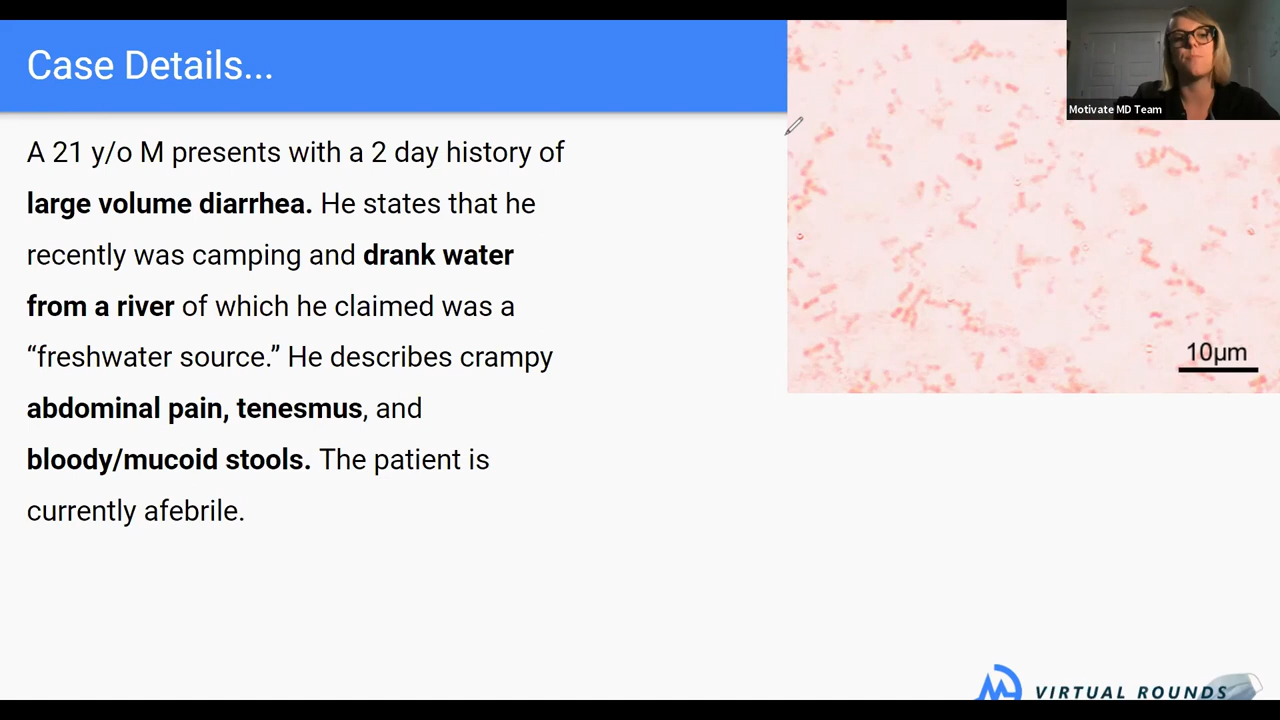 Case Details...
A 21 y/o M presents with a 2 day history of
large volume diarrhea. He states that he
recently was camping and drank water
from a river of which he claimed was a
“freshwater source.” He describes crampy
abdominal pain, tenesmus, and
bloody/mucoid stools. The patient is
currently afebrile.
Motivate MD Team
10µm
VIRTUAL ROUNDS